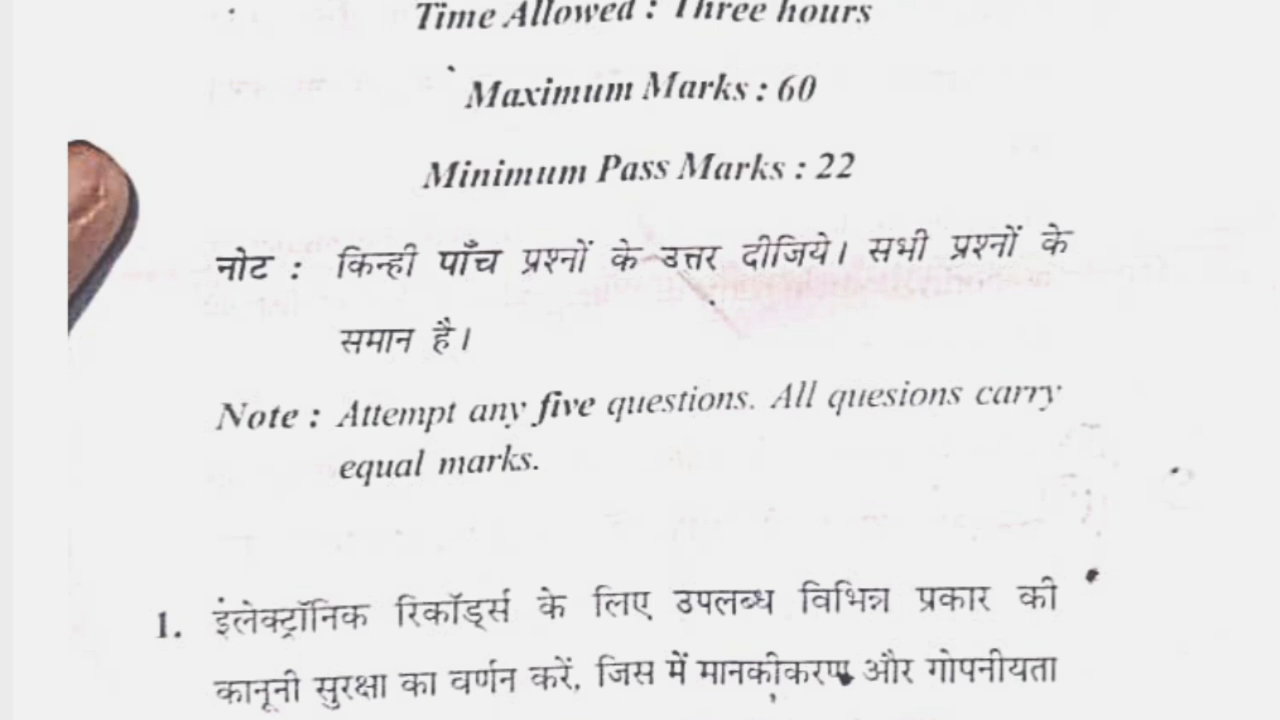 Time Allowed : Three hours
Maximum Marks : 60
Minimum Pass Marks : 22
नोट : किन्ही पाँच प्रश्नों के उत्तर दीजिये। सभी प्रश्नों के
समान है।
Note : Attempt any five questions. All quesions carry
equal marks.
1. इंलेक्ट्रॉनिक रिकॉर्ड्स के लिए उपलब्ध विभिन्न प्रकार की
कानूनी सुरक्षा का वर्णन करें, जिस में मानकीकरण और गोपनीयता